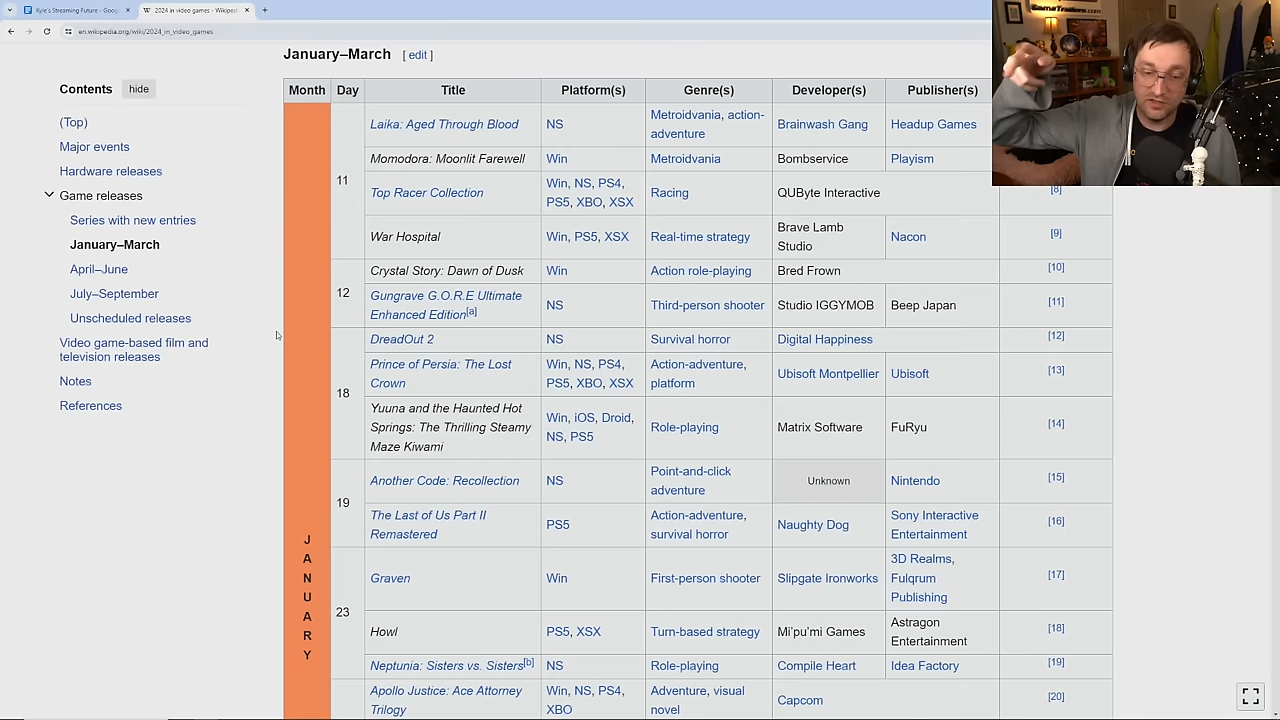 Kyle's Streaming Future - Goog
2024 in video games - Wikiped
en.wikipedia.org/wiki/2024_in_video_games
GameTrailers.com
January–March [ edit ]
Contents hide
(Top)
Major events
Hardware releases
Game releases
Series with new entries
January–March
April–June
July–September
Unscheduled releases
Video game-based film and
television releases
Notes
References
Month Day Title Platform(s) Genre(s) Developer(s) Publisher(s)
JANUARY
11
Laika: Aged Through Blood NS Metroidvania, action-
adventure Brainwash Gang Headup Games
Momodora: Moonlit Farewell Win Metroidvania Bombservice Playism
Top Racer Collection Win, NS, PS4,
PS5, XBO, XSX Racing QUByte Interactive [8]
War Hospital Win, PS5, XSX Real-time strategy Brave Lamb
Studio Nacon [9]
12
Crystal Story: Dawn of Dusk Win Action role-playing Bred Frown [10]
Gungrave G.O.R.E Ultimate
Enhanced Edition[a] NS Third-person shooter Studio IGGYMOB Beep Japan [11]
18
DreadOut 2 NS Survival horror Digital Happiness [12]
Prince of Persia: The Lost
Crown Win, NS, PS4,
PS5, XBO, XSX Action-adventure,
platform Ubisoft Montpellier Ubisoft [13]
Yuuna and the Haunted Hot
Springs: The Thrilling Steamy
Maze Kiwami Win, iOS, Droid,
NS, PS5 Role-playing Matrix Software FuRyu [14]
19
Another Code: Recollection NS Point-and-click
adventure Unknown Nintendo [15]
The Last of Us Part II
Remastered PS5 Action-adventure,
survival horror Naughty Dog Sony Interactive
Entertainment [16]
23
Graven Win First-person shooter Slipgate Ironworks 3D Realms,
Fulqrum
Publishing [17]
Howl PS5, XSX Turn-based strategy Mi'pu'mi Games Astragon
Entertainment [18]
Neptunia: Sisters vs. Sisters[b] NS Role-playing Compile Heart Idea Factory [19]
Apollo Justice: Ace Attorney
Trilogy Win, NS, PS4,
XBO Adventure, visual
novel Capcom [20]